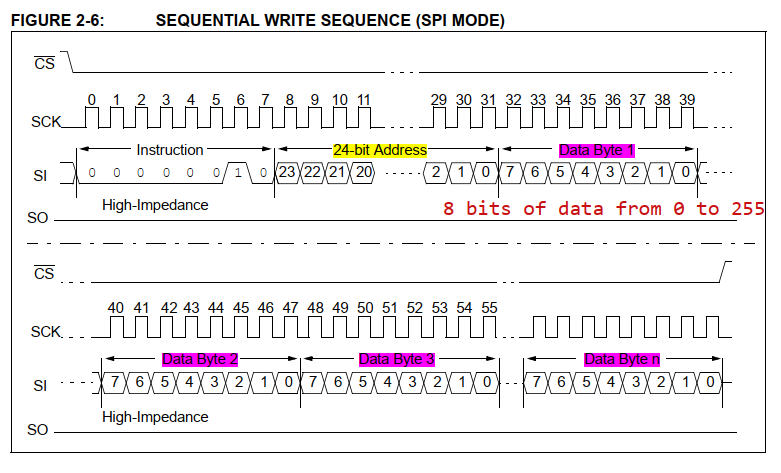 FIGURE 2-6: SEQUENTIAL WRITE SEQUENCE (SPI MODE)
CS
0 1 2 3 4 5 6 7 8 9 10 11 29 30 31 32 33 34 35 36 37 38 39
SCK
Instruction 24-bit Address Data Byte 1
SI 0 0 0 0 0 0 1 0 23 22 21 20 2 1 0 7 6 5 4 3 2 1 0
High-Impedance
8 bits of data from 0 to 255
SO
CS
40 41 42 43 44 45 46 47 48 49 50 51 52 53 54 55
SCK
Data Byte 2 Data Byte 3 Data Byte n
SI 7 6 5 4 3 2 1 0 7 6 5 4 3 2 1 0 7 6 5 4 3 2 1 0
High-Impedance
SO